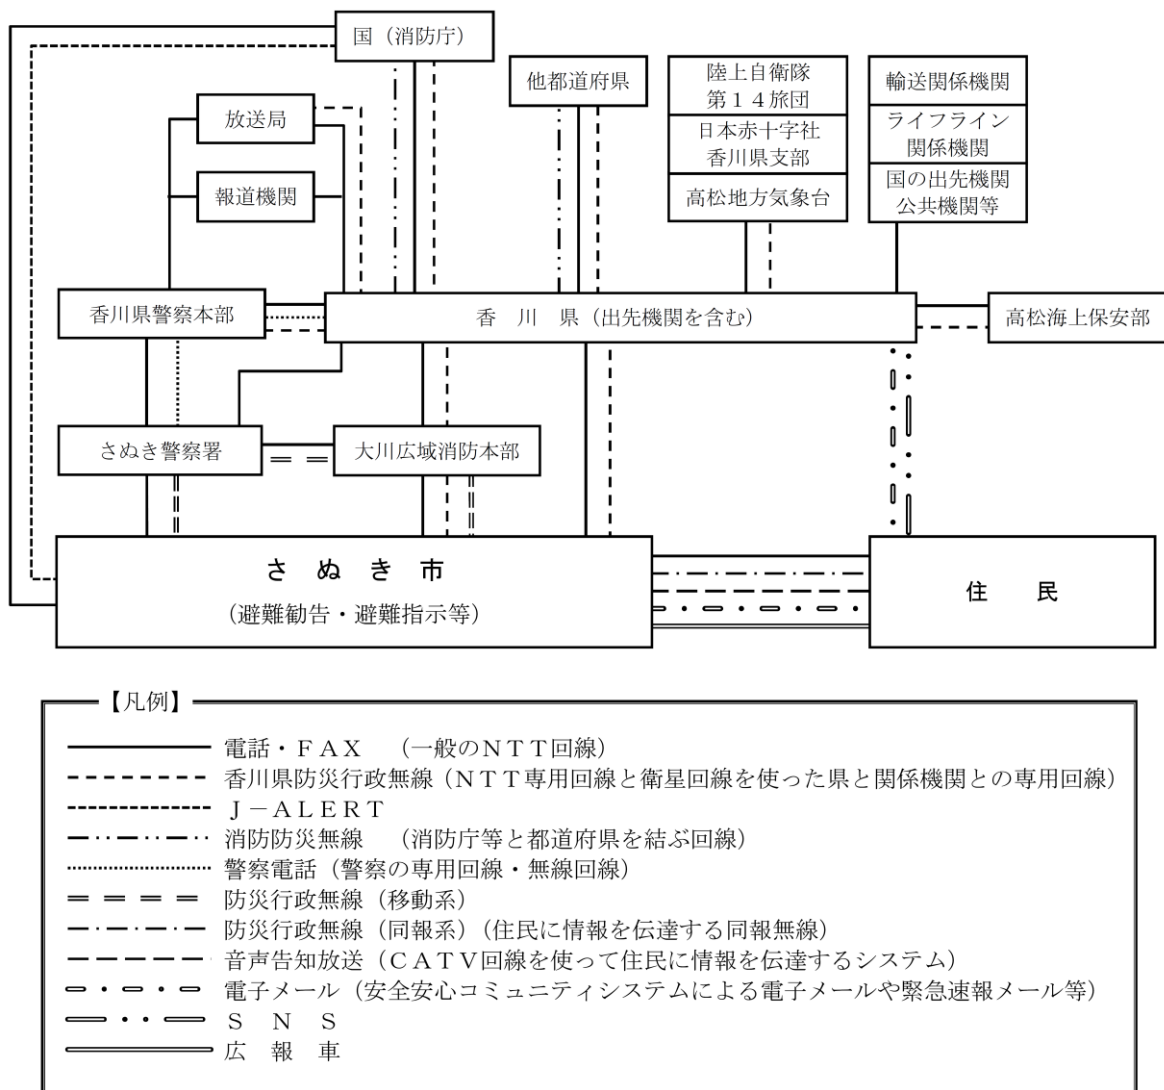 国（消防庁）
他都道府県
陸上自衛隊
第１４旅団
日本赤十字社
香川県支部
高松地方気象台
輸送関係機関
ライフライン
関係機関
国の出先機関
公共機関等
放送局
報道機関
香川県警察本部
香　川　県（出先機関を含む）
高松海上保安部
さぬき警察署
大川広域消防本部
さ　ぬ　き　市
（避難勧告・避難指示等）
住　民
【凡例】
電話・ＦＡＸ　（一般のＮＴＴ回線）
香川県防災行政無線（ＮＴＴ専用回線と衛星回線を使った県と関係機関との専用回線）
Ｊ－ＡＬＥＲＴ
消防防災無線　（消防庁等と都道府県を結ぶ回線）
警察電話（警察の専用回線・無線回線）
防災行政無線（移動系）
防災行政無線（同報系）（住民に情報を伝達する同報無線）
音声告知放送（ＣＡＴＶ回線を使って住民に情報を伝達するシステム）
電子メール（安全安心コミュニティシステムによる電子メールや緊急速報メール等）
Ｓ　Ｎ　Ｓ
広　報　車